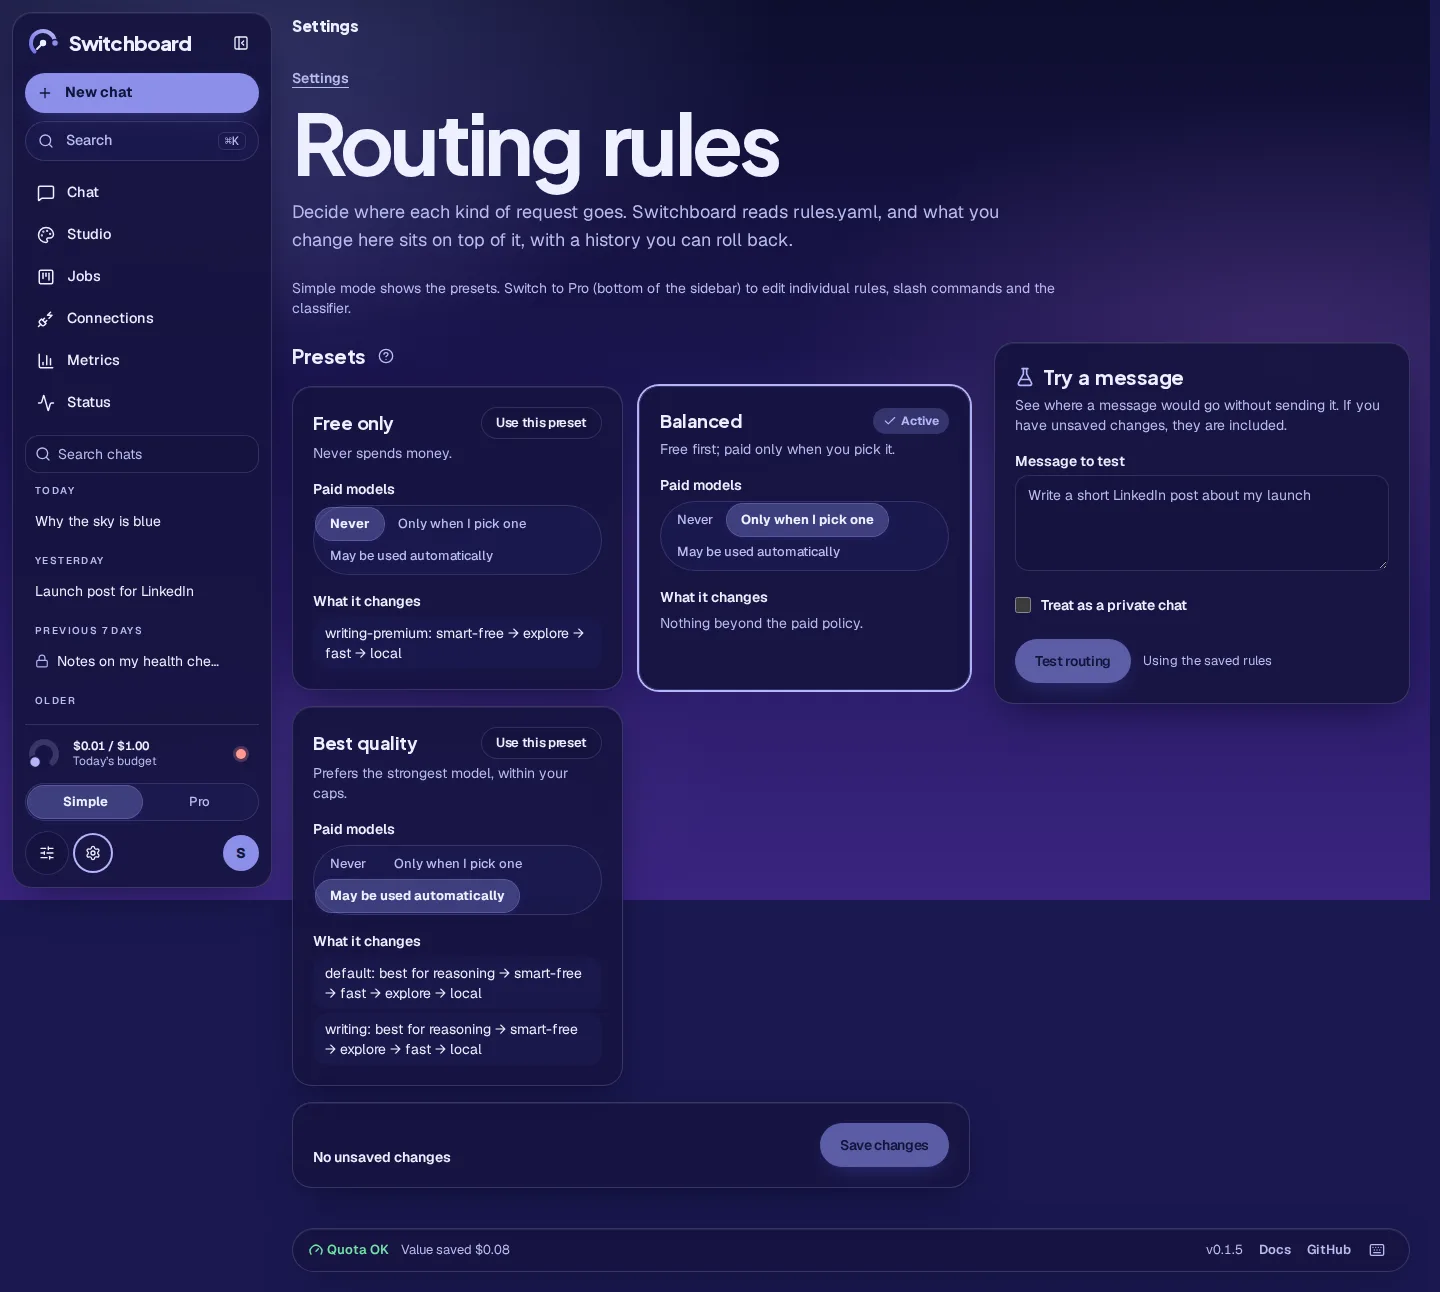 Switchboard
New chat
Search
⌘K
Chat
Studio
Jobs
Connections
Metrics
Status
Search chats
TODAY
Why the sky is blue
YESTERDAY
Launch post for LinkedIn
PREVIOUS 7 DAYS
Notes on my health che...
OLDER
$0.01 / $1.00
Today's budget
Simple
Pro
S
Settings
Settings
Routing rules
Decide where each kind of request goes. Switchboard reads rules.yaml, and what you
change here sits on top of it, with a history you can roll back.
Simple mode shows the presets. Switch to Pro (bottom of the sidebar) to edit individual rules, slash commands and the
classifier.
Presets
Free only
Use this preset
Never spends money.
Paid models
Never
Only when I pick one
May be used automatically
What it changes
writing-premium: smart-free → explore →
fast → local
Balanced
Active
Free first; paid only when you pick it.
Paid models
Never
Only when I pick one
May be used automatically
What it changes
Nothing beyond the paid policy.
Best quality
Use this preset
Prefers the strongest model, within your
caps.
Paid models
Never
Only when I pick one
May be used automatically
What it changes
default: best for reasoning → smart-free
→ fast → explore → local
writing: best for reasoning → smart-free
→ explore → fast → local
No unsaved changes
Save changes
Try a message
See where a message would go without sending it. If you
have unsaved changes, they are included.
Message to test
Write a short LinkedIn post about my launch
Treat as a private chat
Test routing
Using the saved rules
Quota OK
Value saved $0.08
v0.1.5
Docs
GitHub